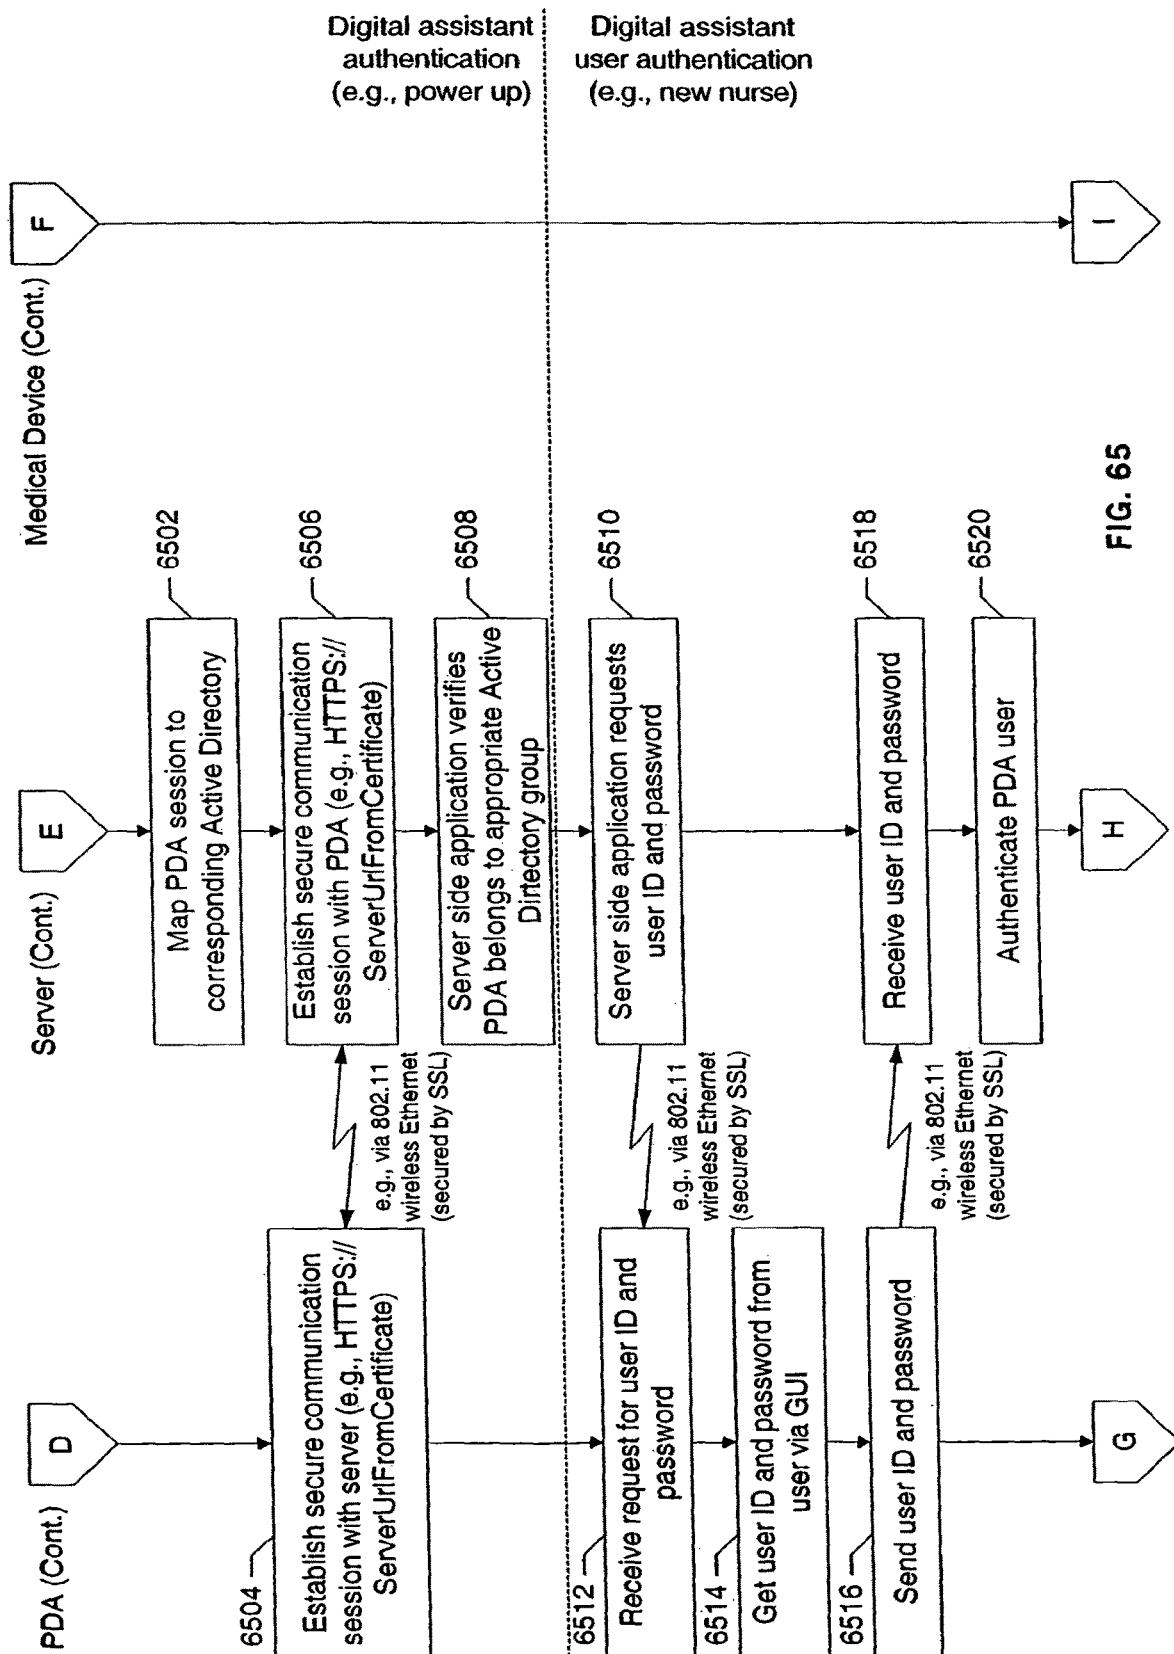 PDA (Cont.)
D
6504
Establish secure communication
session with server (e.g., HTTPS://
ServerUrlFromCertificate)
6512
Receive request for user ID and
password
6514
Get user ID and password from
user via GUI
6516
Send user ID and password
G
e.g., via 802.11
wireless Ethernet
(secured by SSL)
e.g., via 802.11
wireless Ethernet
(secured by SSL)
e.g., via 802.11
wireless Ethernet
(secured by SSL)
Server (Cont.)
E
Map PDA session to
corresponding Active Directory
6502
Establish secure communication
session with PDA (e.g., HTTPS://
ServerUrlFromCertificate)
6506
Server side application verifies
PDA belongs to appropriate Active
Dirtectory group
6508
Server side application requests
user ID and password
6510
Receive user ID and password
6518
Authenticate PDA user
6520
H
Medical Device (Cont.)
F
I
Digital assistant
authentication
(e.g., power up)
Digital assistant
user authentication
(e.g., new nurse)
FIG. 65